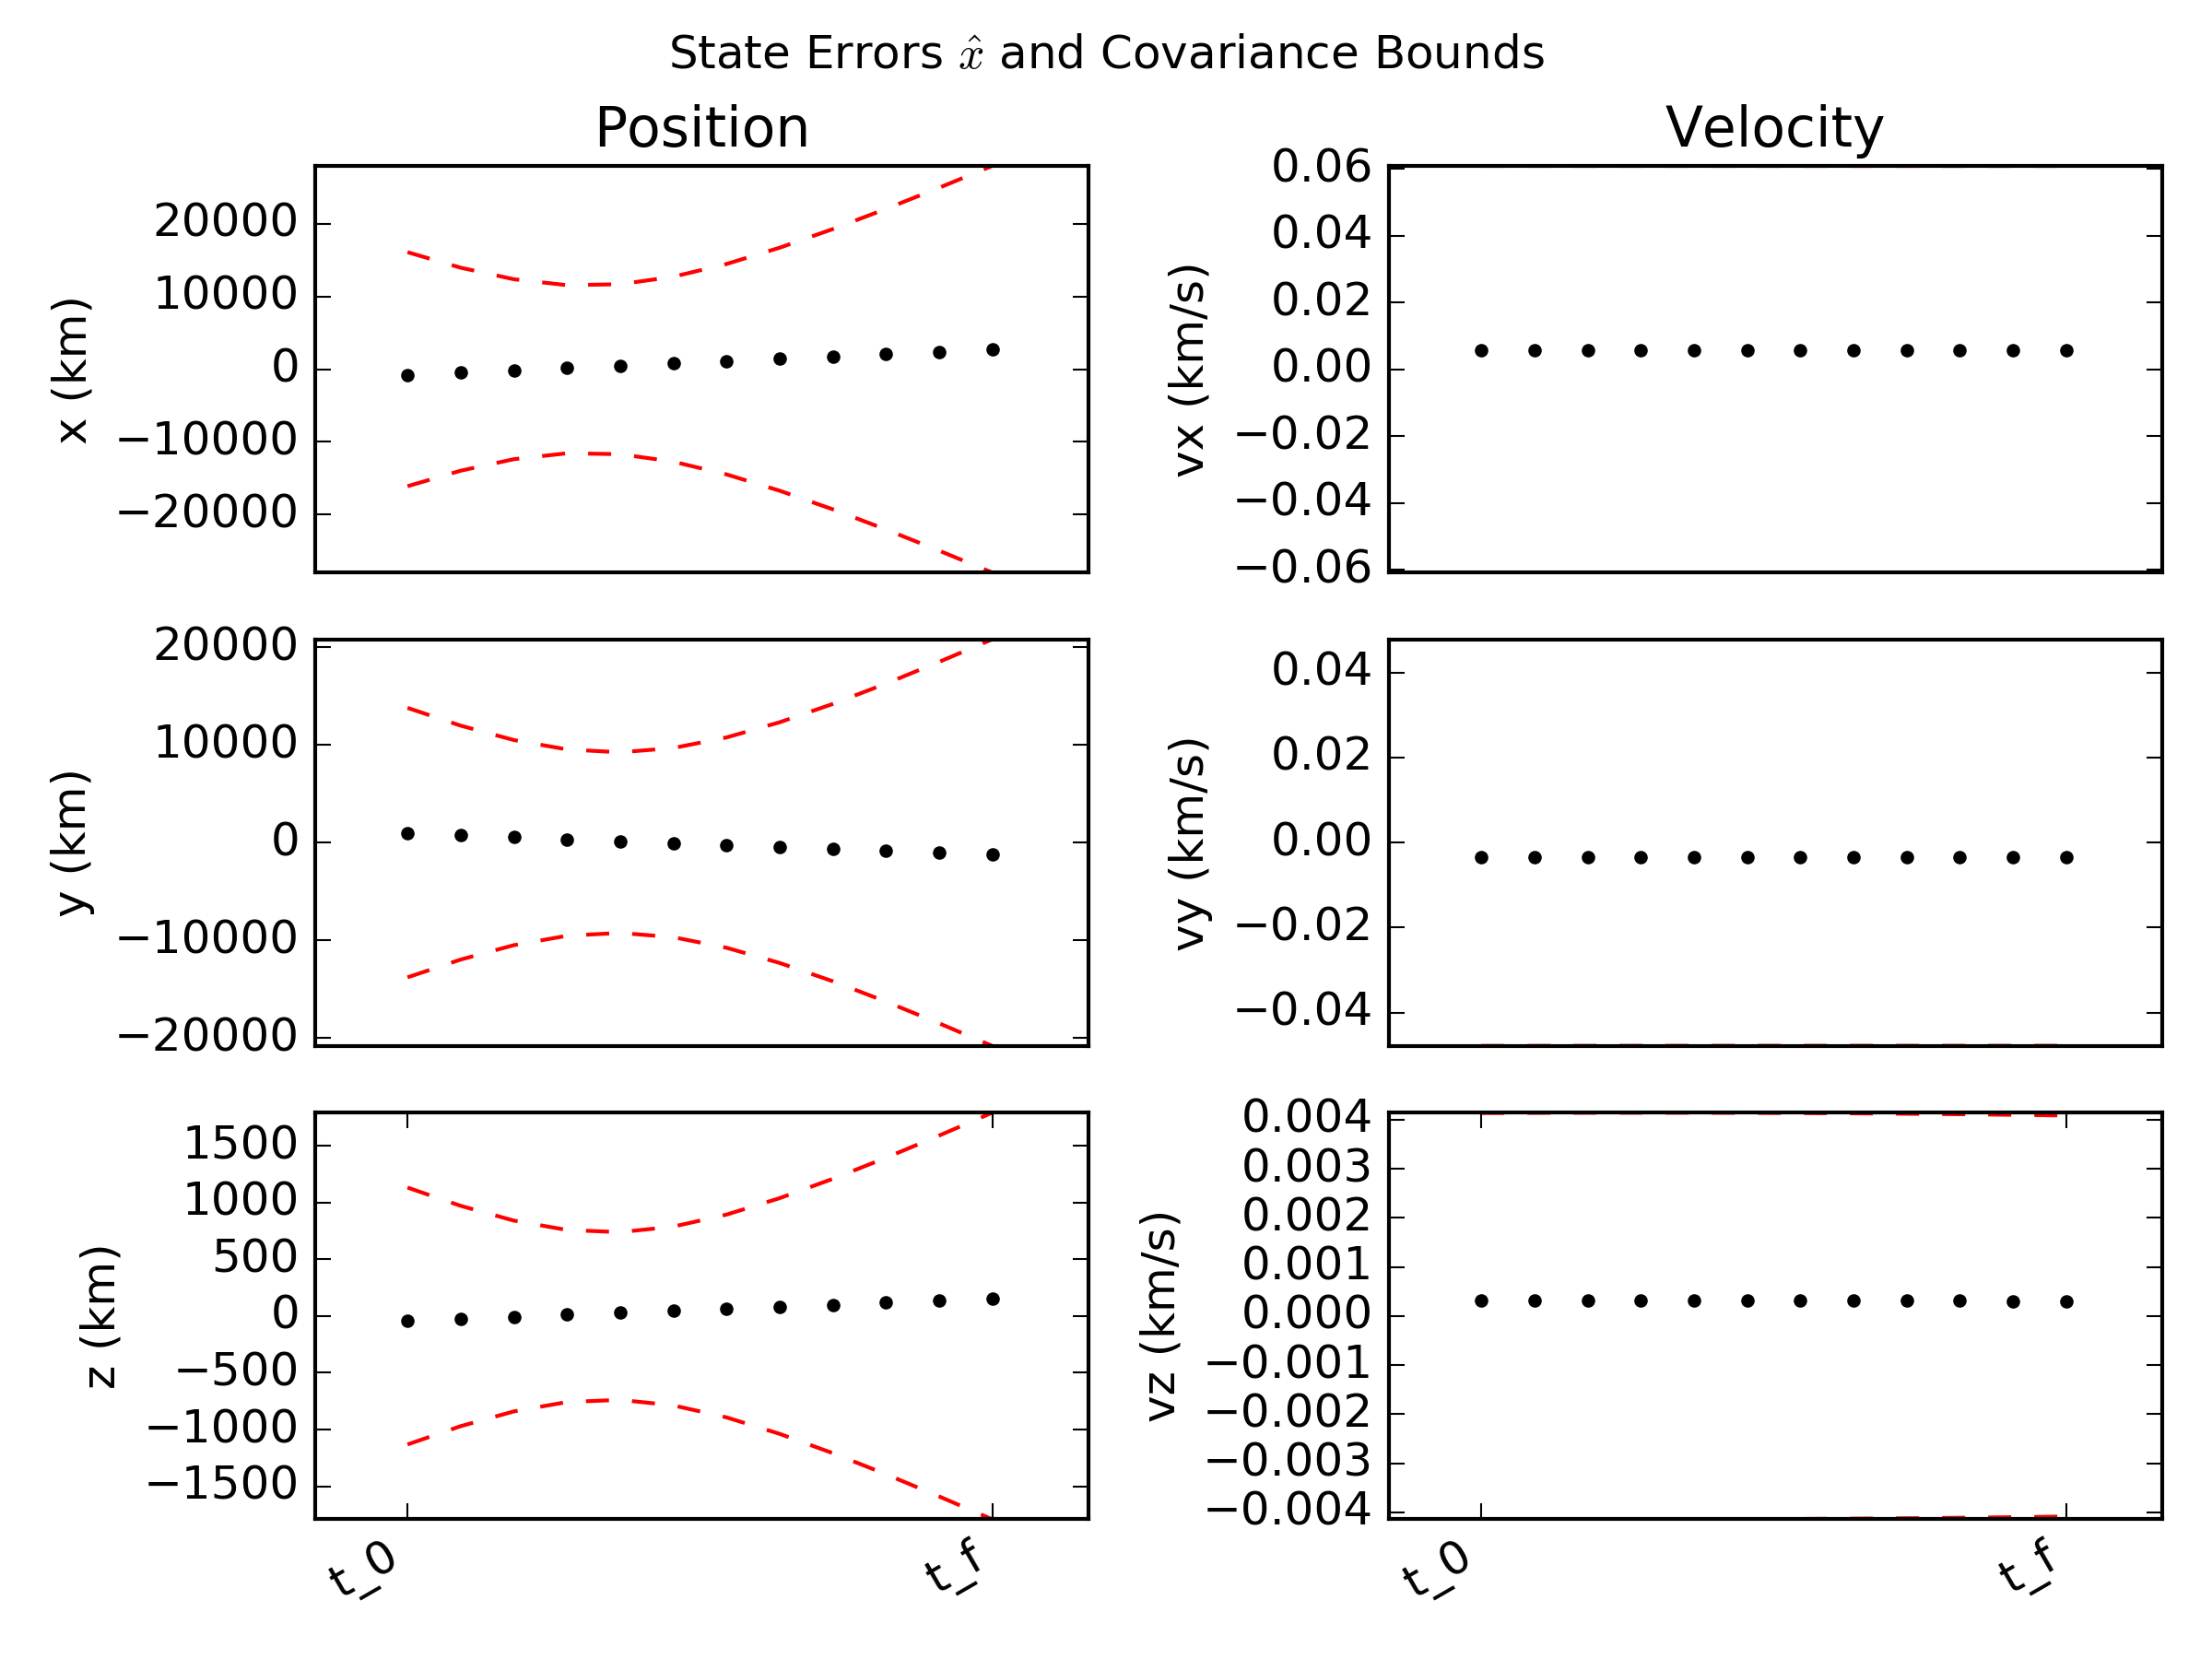 State Errors x̂ and Covariance Bounds
Position
Velocity
x (km)
20000
10000
0
−10000
−20000
vx (km/s)
0.06
0.04
0.02
0.00
−0.02
−0.04
−0.06
y (km)
20000
10000
0
−10000
−20000
vy (km/s)
0.04
0.02
0.00
−0.02
−0.04
z (km)
1500
1000
500
0
−500
−1000
−1500
vz (km/s)
0.004
0.003
0.002
0.001
0.000
−0.001
−0.002
−0.003
−0.004
t_0
t_f
t_0
t_f